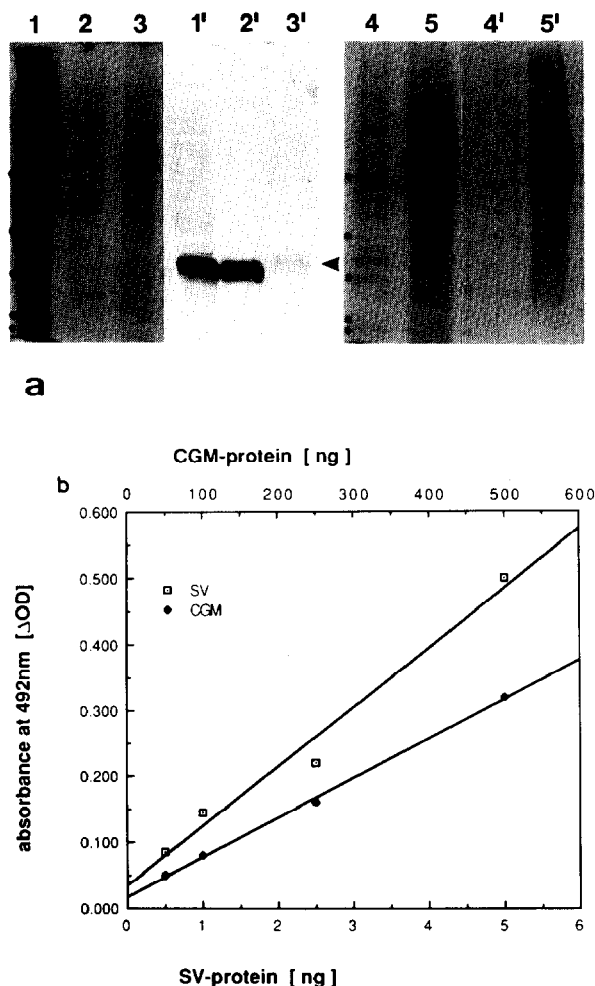 1 2 3 1' 2' 3' 4 5 4' 5'
a
CGM-protein [ ng ]
b
0 100 200 300 400 500 600
0.600
0.500
0.400
0.300
0.200
0.100
0.000
SV
CGM
absorbance at 492nm [ΔOD]
0 1 2 3 4 5 6
SV-protein [ ng ]